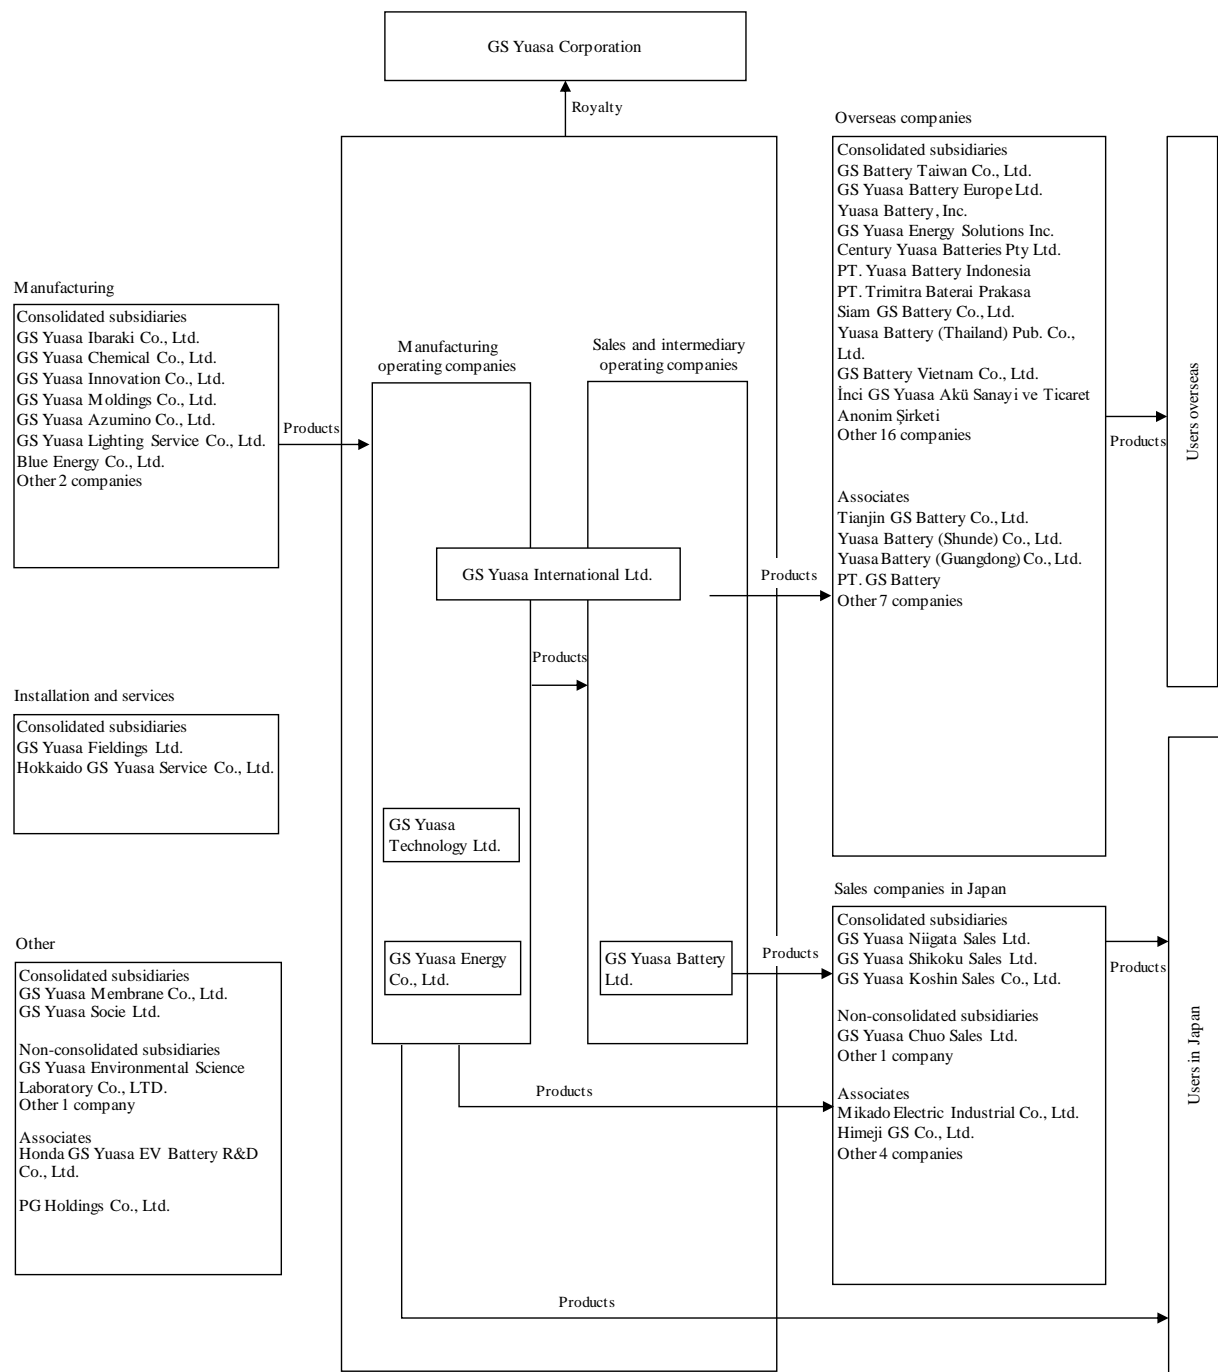 GS Yuasa Corporation
Royalty
Manufacturing
Consolidated subsidiaries
GS Yuasa Ibaraki Co., Ltd.
GS Yuasa Chemical Co., Ltd.
GS Yuasa Innovation Co., Ltd.
GS Yuasa Moldings Co., Ltd.
GS Yuasa Azumino Co., Ltd.
GS Yuasa Lighting Service Co., Ltd.
Blue Energy Co., Ltd.
Other 2 companies
Products
Installation and services
Consolidated subsidiaries
GS Yuasa Fieldings Ltd.
Hokkaido GS Yuasa Service Co., Ltd.
Other
Consolidated subsidiaries
GS Yuasa Membrane Co., Ltd.
GS Yuasa Socie Ltd.
Non-consolidated subsidiaries
GS Yuasa Environmental Science
Laboratory Co., LTD.
Other 1 company
Associates
Honda GS Yuasa EV Battery R&D
Co., Ltd.
PG Holdings Co., Ltd.
Manufacturing
operating companies
Sales and intermediary
operating companies
GS Yuasa International Ltd.
Products
GS Yuasa
Technology Ltd.
GS Yuasa Energy
Co., Ltd.
GS Yuasa Battery
Ltd.
Products
Products
Products
Products
Overseas companies
Consolidated subsidiaries
GS Battery Taiwan Co., Ltd.
GS Yuasa Battery Europe Ltd.
Yuasa Battery, Inc.
GS Yuasa Energy Solutions Inc.
Century Yuasa Batteries Pty Ltd.
PT. Yuasa Battery Indonesia
PT. Trimitra Baterai Prakasa
Siam GS Battery Co., Ltd.
Yuasa Battery (Thailand) Pub. Co.,
Ltd.
GS Battery Vietnam Co., Ltd.
İnci GS Yuasa Akü Sanayi ve Ticaret
Anonim Şirketi
Other 16 companies
Associates
Tianjin GS Battery Co., Ltd.
Yuasa Battery (Shunde) Co., Ltd.
Yuasa Battery (Guangdong) Co., Ltd.
PT. GS Battery
Other 7 companies
Products
Users overseas
Sales companies in Japan
Consolidated subsidiaries
GS Yuasa Niigata Sales Ltd.
GS Yuasa Shikoku Sales Ltd.
GS Yuasa Koshin Sales Co., Ltd.
Non-consolidated subsidiaries
GS Yuasa Chuo Sales Ltd.
Other 1 company
Associates
Mikado Electric Industrial Co., Ltd.
Himeji GS Co., Ltd.
Other 4 companies
Products
Users in Japan